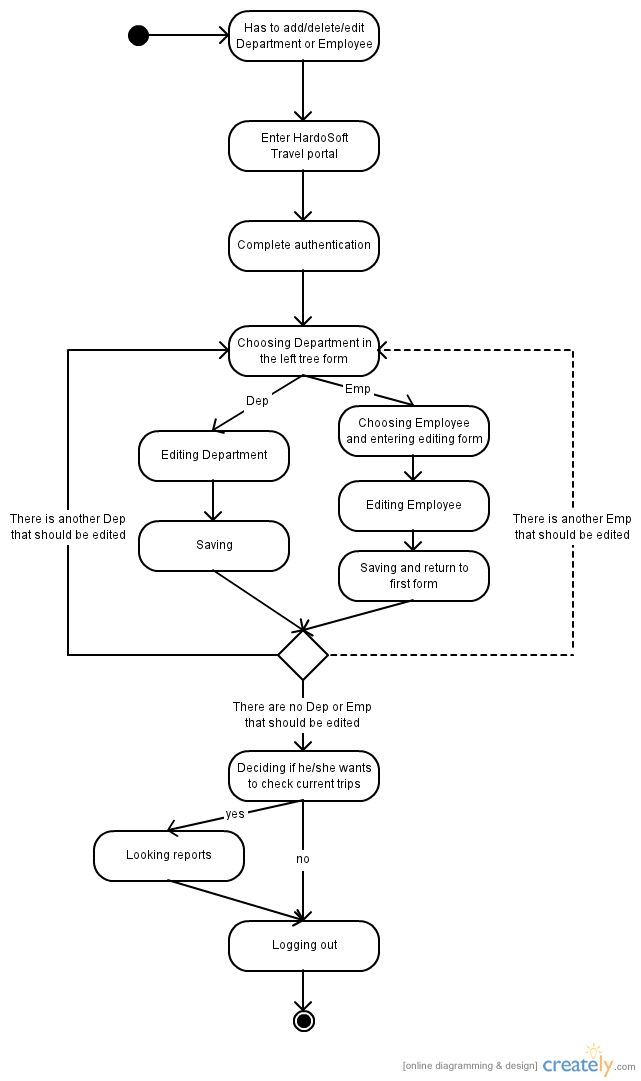 Has to add/delete/edit
Department or Employee
Enter HardoSoft
Travel portal
Complete authentication
Choosing Department in
the left tree form
Dep
Emp
Choosing Employee
and entering editing form
Editing Department
Editing Employee
There is another Dep
that should be edited
There is another Emp
that should be edited
Saving
Saving and return to
first form
There are no Dep or Emp
that should be edited
Deciding if he/she wants
to check current trips
yes
Looking reports
no
Logging out
[online diagramming & design] creately.com